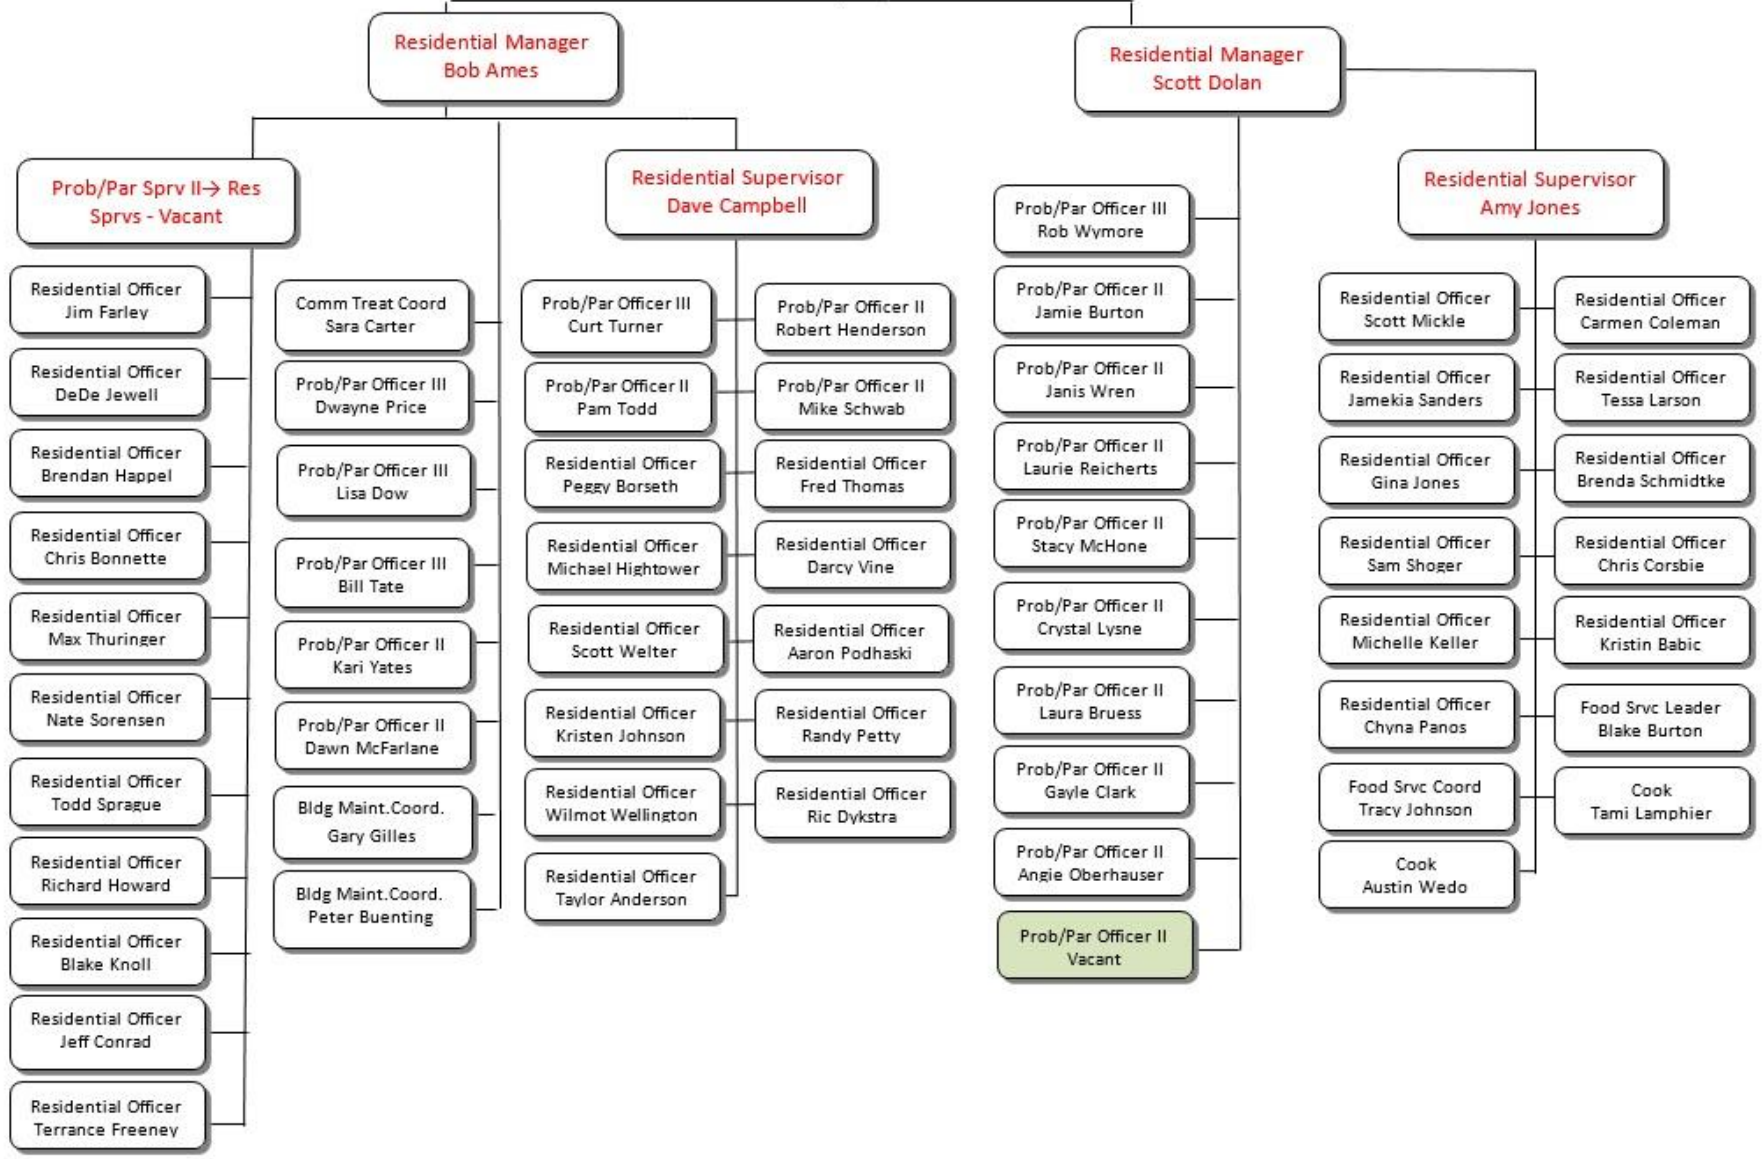 Residential Manager
Bob Ames
Residential Manager
Scott Dolan
Prob/Par Sprv II→ Res
Sprvs - Vacant
Residential Supervisor
Dave Campbell
Residential Supervisor
Amy Jones
Residential Officer
Jim Farley
Residential Officer
DeDe Jewell
Residential Officer
Brendan Happel
Residential Officer
Chris Bonnette
Residential Officer
Max Thuringer
Residential Officer
Nate Sorensen
Residential Officer
Todd Sprague
Residential Officer
Richard Howard
Residential Officer
Blake Knoll
Residential Officer
Jeff Conrad
Residential Officer
Terrance Freeney
Comm Treat Coord
Sara Carter
Prob/Par Officer III
Dwayne Price
Prob/Par Officer III
Lisa Dow
Prob/Par Officer III
Bill Tate
Prob/Par Officer II
Kari Yates
Prob/Par Officer II
Dawn McFarlane
Bldg Maint.Coord.
Gary Gilles
Bldg Maint.Coord.
Peter Buenting
Prob/Par Officer III
Curt Turner
Prob/Par Officer II
Pam Todd
Residential Officer
Peggy Borseth
Residential Officer
Michael Hightower
Residential Officer
Scott Welter
Residential Officer
Kristen Johnson
Residential Officer
Wilmot Wellington
Residential Officer
Taylor Anderson
Prob/Par Officer II
Robert Henderson
Prob/Par Officer II
Mike Schwab
Residential Officer
Fred Thomas
Residential Officer
Darcy Vine
Residential Officer
Aaron Podhaski
Residential Officer
Randy Petty
Residential Officer
Ric Dykstra
Prob/Par Officer III
Rob Wymore
Prob/Par Officer II
Jamie Burton
Prob/Par Officer II
Janis Wren
Prob/Par Officer II
Laurie Reicherts
Prob/Par Officer II
Stacy McHone
Prob/Par Officer II
Crystal Lysne
Prob/Par Officer II
Laura Bruess
Prob/Par Officer II
Gayle Clark
Prob/Par Officer II
Angie Oberhauser
Prob/Par Officer II
Vacant
Residential Officer
Scott Mickle
Residential Officer
Jamekia Sanders
Residential Officer
Gina Jones
Residential Officer
Sam Shoger
Residential Officer
Michelle Keller
Residential Officer
Chyna Panos
Food Srvc Coord
Tracy Johnson
Cook
Austin Wedo
Residential Officer
Carmen Coleman
Residential Officer
Tessa Larson
Residential Officer
Brenda Schmidtke
Residential Officer
Chris Corsbie
Residential Officer
Kristin Babic
Food Srvc Leader
Blake Burton
Cook
Tami Lamphier